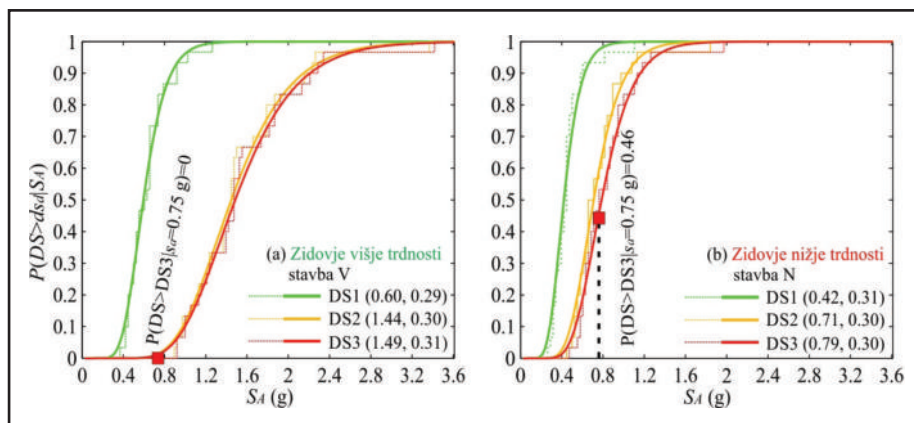 P(DS>dsd|SA)
1
0.9
0.8
0.7
0.6
0.5
0.4
0.3
0.2
0.1
0
P(DS>DS3|sa=0.75 g)=0
(a) Zidovje višje trdnosti
stavba V
DS1 (0.60, 0.29)
DS2 (1.44, 0.30)
DS3 (1.49, 0.31)
0 0.4 0.8 1.2 1.6 2 2.4 2.8 3.2 3.6
SA (g)
1
0.9
0.8
0.7
0.6
0.5
0.4
0.3
0.2
0.1
0
P(DS>DS3|sa=0.75 g)=0.46
(b) Zidovje nižje trdnosti
stavba N
DS1 (0.42, 0.31)
DS2 (0.71, 0.30)
DS3 (0.79, 0.30)
0 0.4 0.8 1.2 1.6 2 2.4 2.8 3.2 3.6
SA (g)